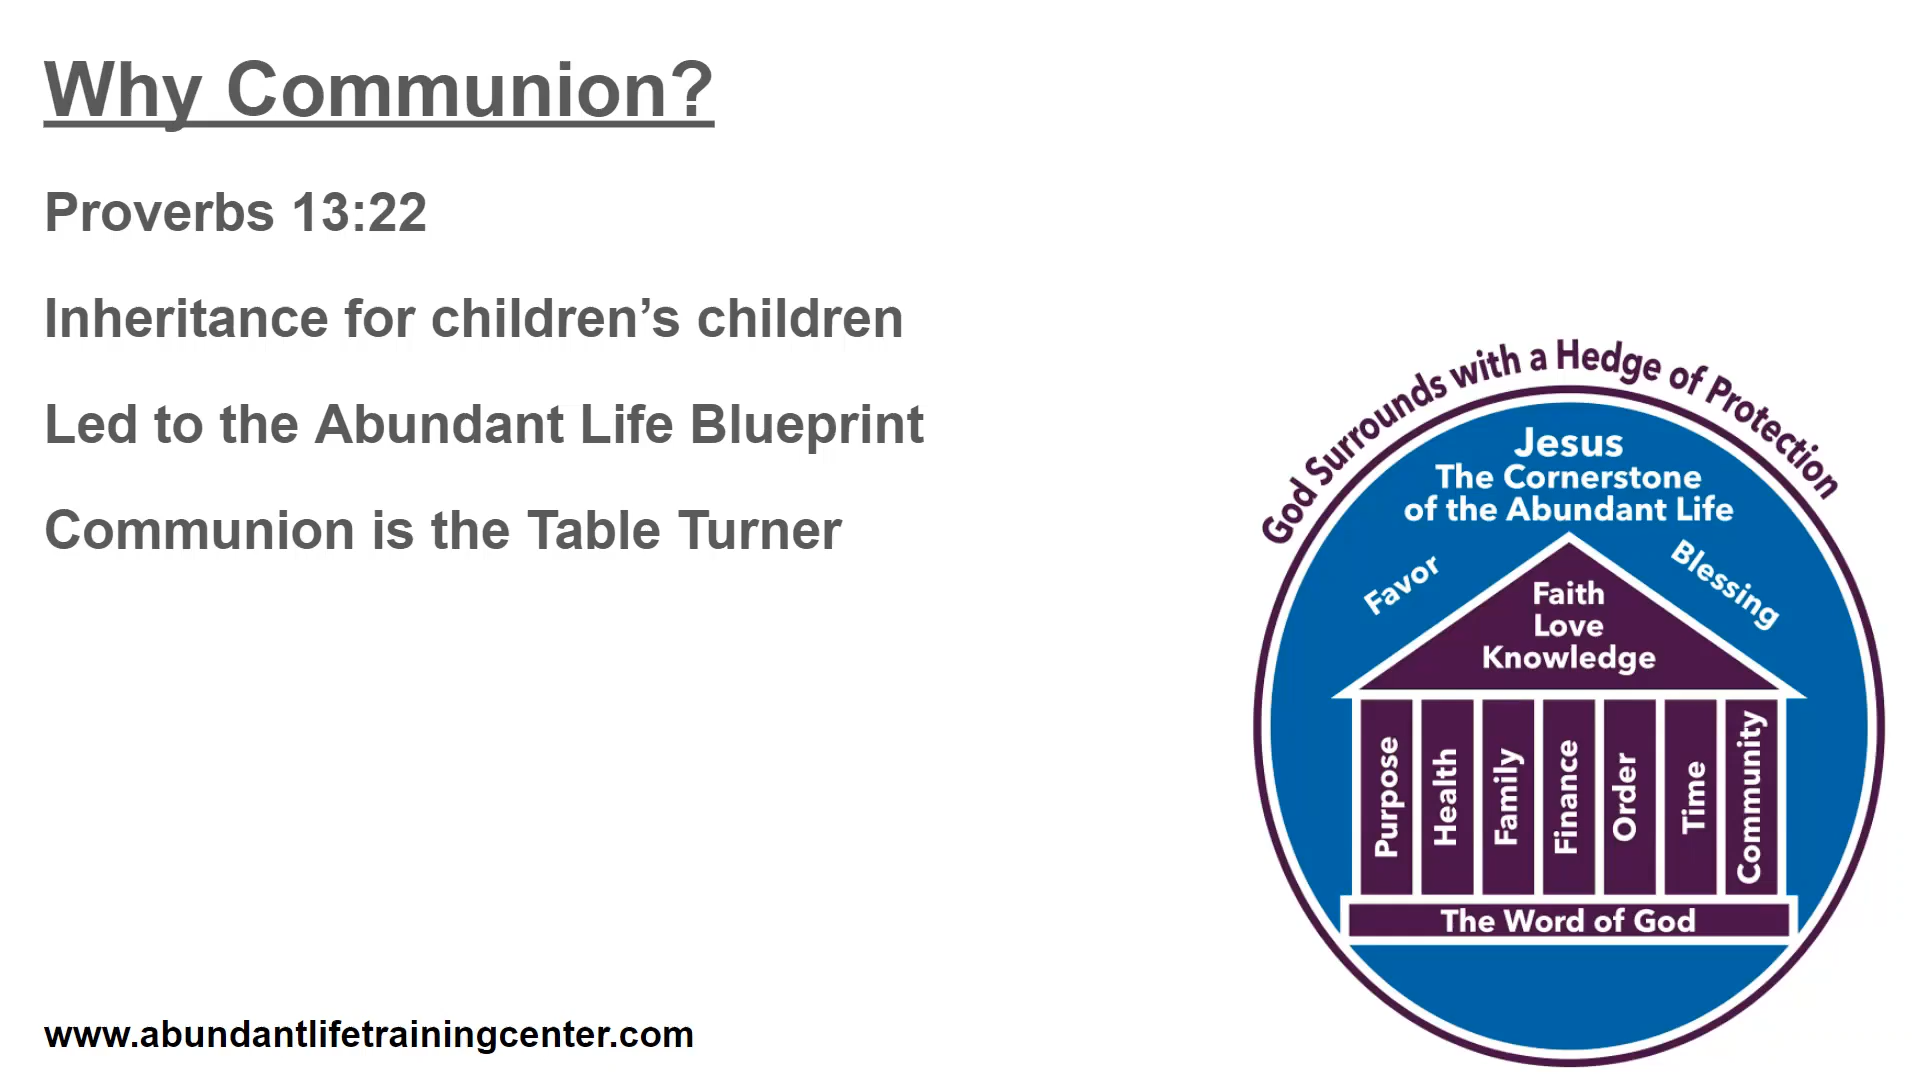 Why Communion?
Proverbs 13:22
Inheritance for children’s children
Led to the Abundant Life Blueprint
Communion is the Table Turner
God Surrounds with a Hedge of Protection
Jesus
The Cornerstone
of the Abundant Life
Favor
Blessing
Faith
Love
Knowledge
Purpose
Health
Family
Finance
Order
Time
Community
The Word of God
www.abundantlifetrainingcenter.com